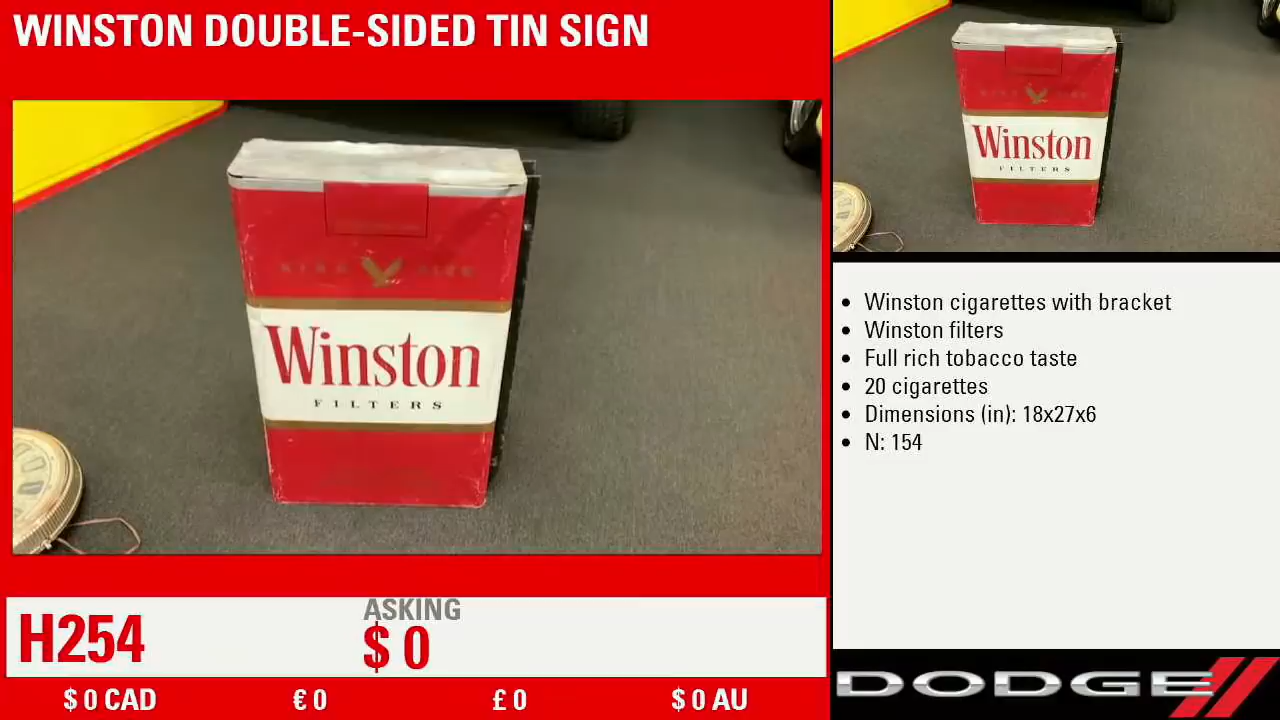 WINSTON DOUBLE-SIDED TIN SIGN
Winston
FILTERS
H254
ASKING
$ 0
$ 0 CAD
€ 0
£ 0
$ 0 AU
Winston
FILTERS
• Winston cigarettes with bracket
• Winston filters
• Full rich tobacco taste
• 20 cigarettes
• Dimensions (in): 18x27x6
• N: 154
DODGE